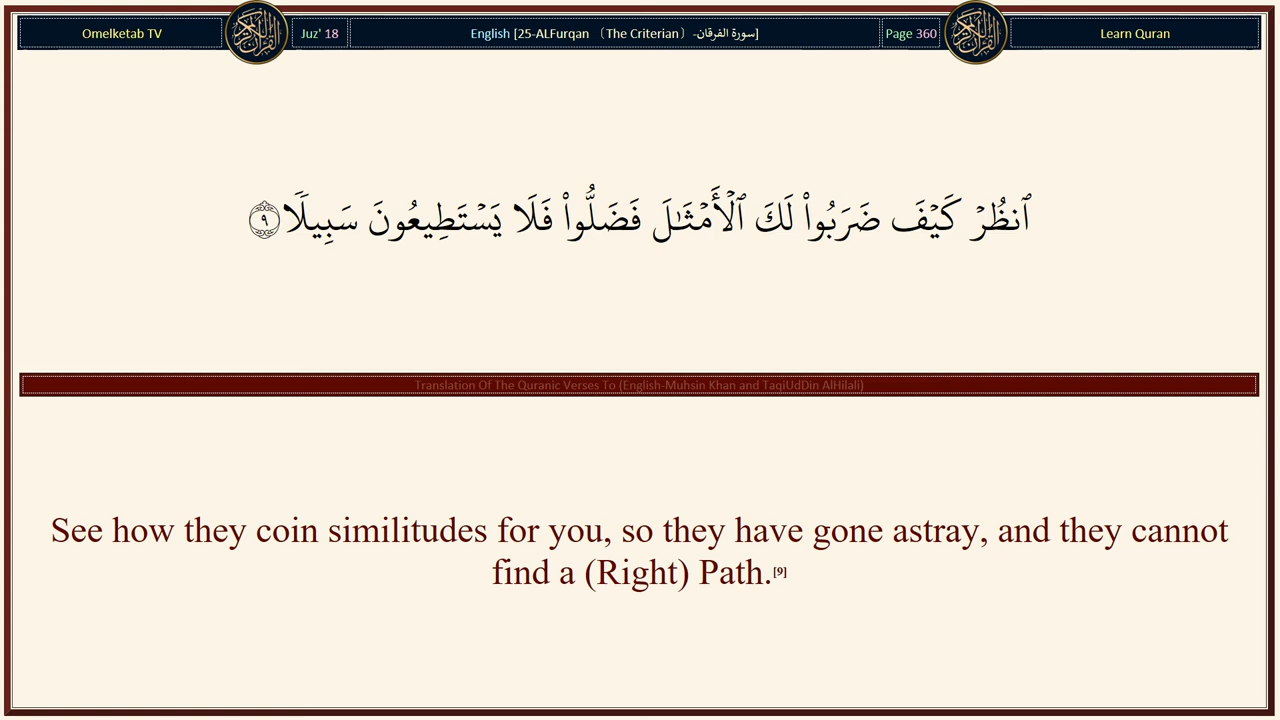 Omelketab TV
Juz' 18
English [25-ALFurqan （The Criterian）-سورة الفرقان]
Page 360
Learn Quran
ٱنظُرۡ كَيۡفَ ضَرَبُواْ لَكَ ٱلۡأَمۡثَٰلَ فَضَلُّواْ فَلَا يَسۡتَطِيعُونَ سَبِيلٗا ٩
Translation Of The Quranic Verses To (English-Muhsin Khan and TaqiUdDin AlHilali)
See how they coin similitudes for you, so they have gone astray, and they cannot
find a (Right) Path.[9]